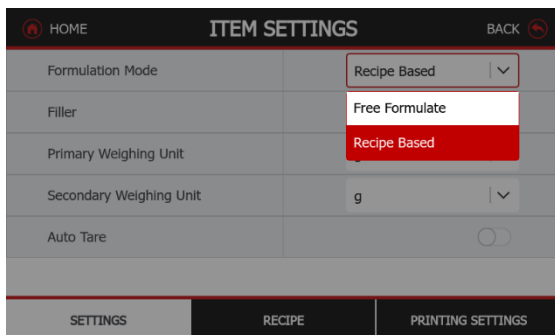 HOME ITEM SETTINGS BACK
Formulation Mode Recipe Based
Free Formulate
Filler
Recipe Based
Primary Weighing Unit
Secondary Weighing Unit g
Auto Tare
SETTINGS RECIPE PRINTING SETTINGS